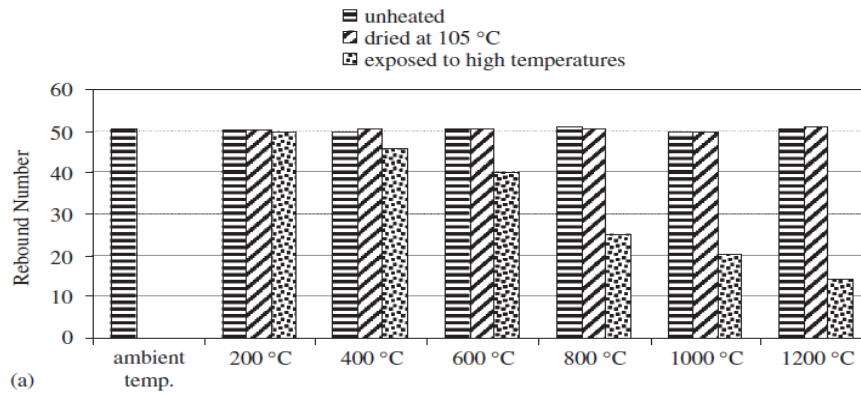 unheated
dried at 105 °C
exposed to high temperatures
60
50
40
30
20
10
0
Rebound Number
ambient temp.
200 °C
400 °C
600 °C
800 °C
1000 °C
1200 °C
(a)